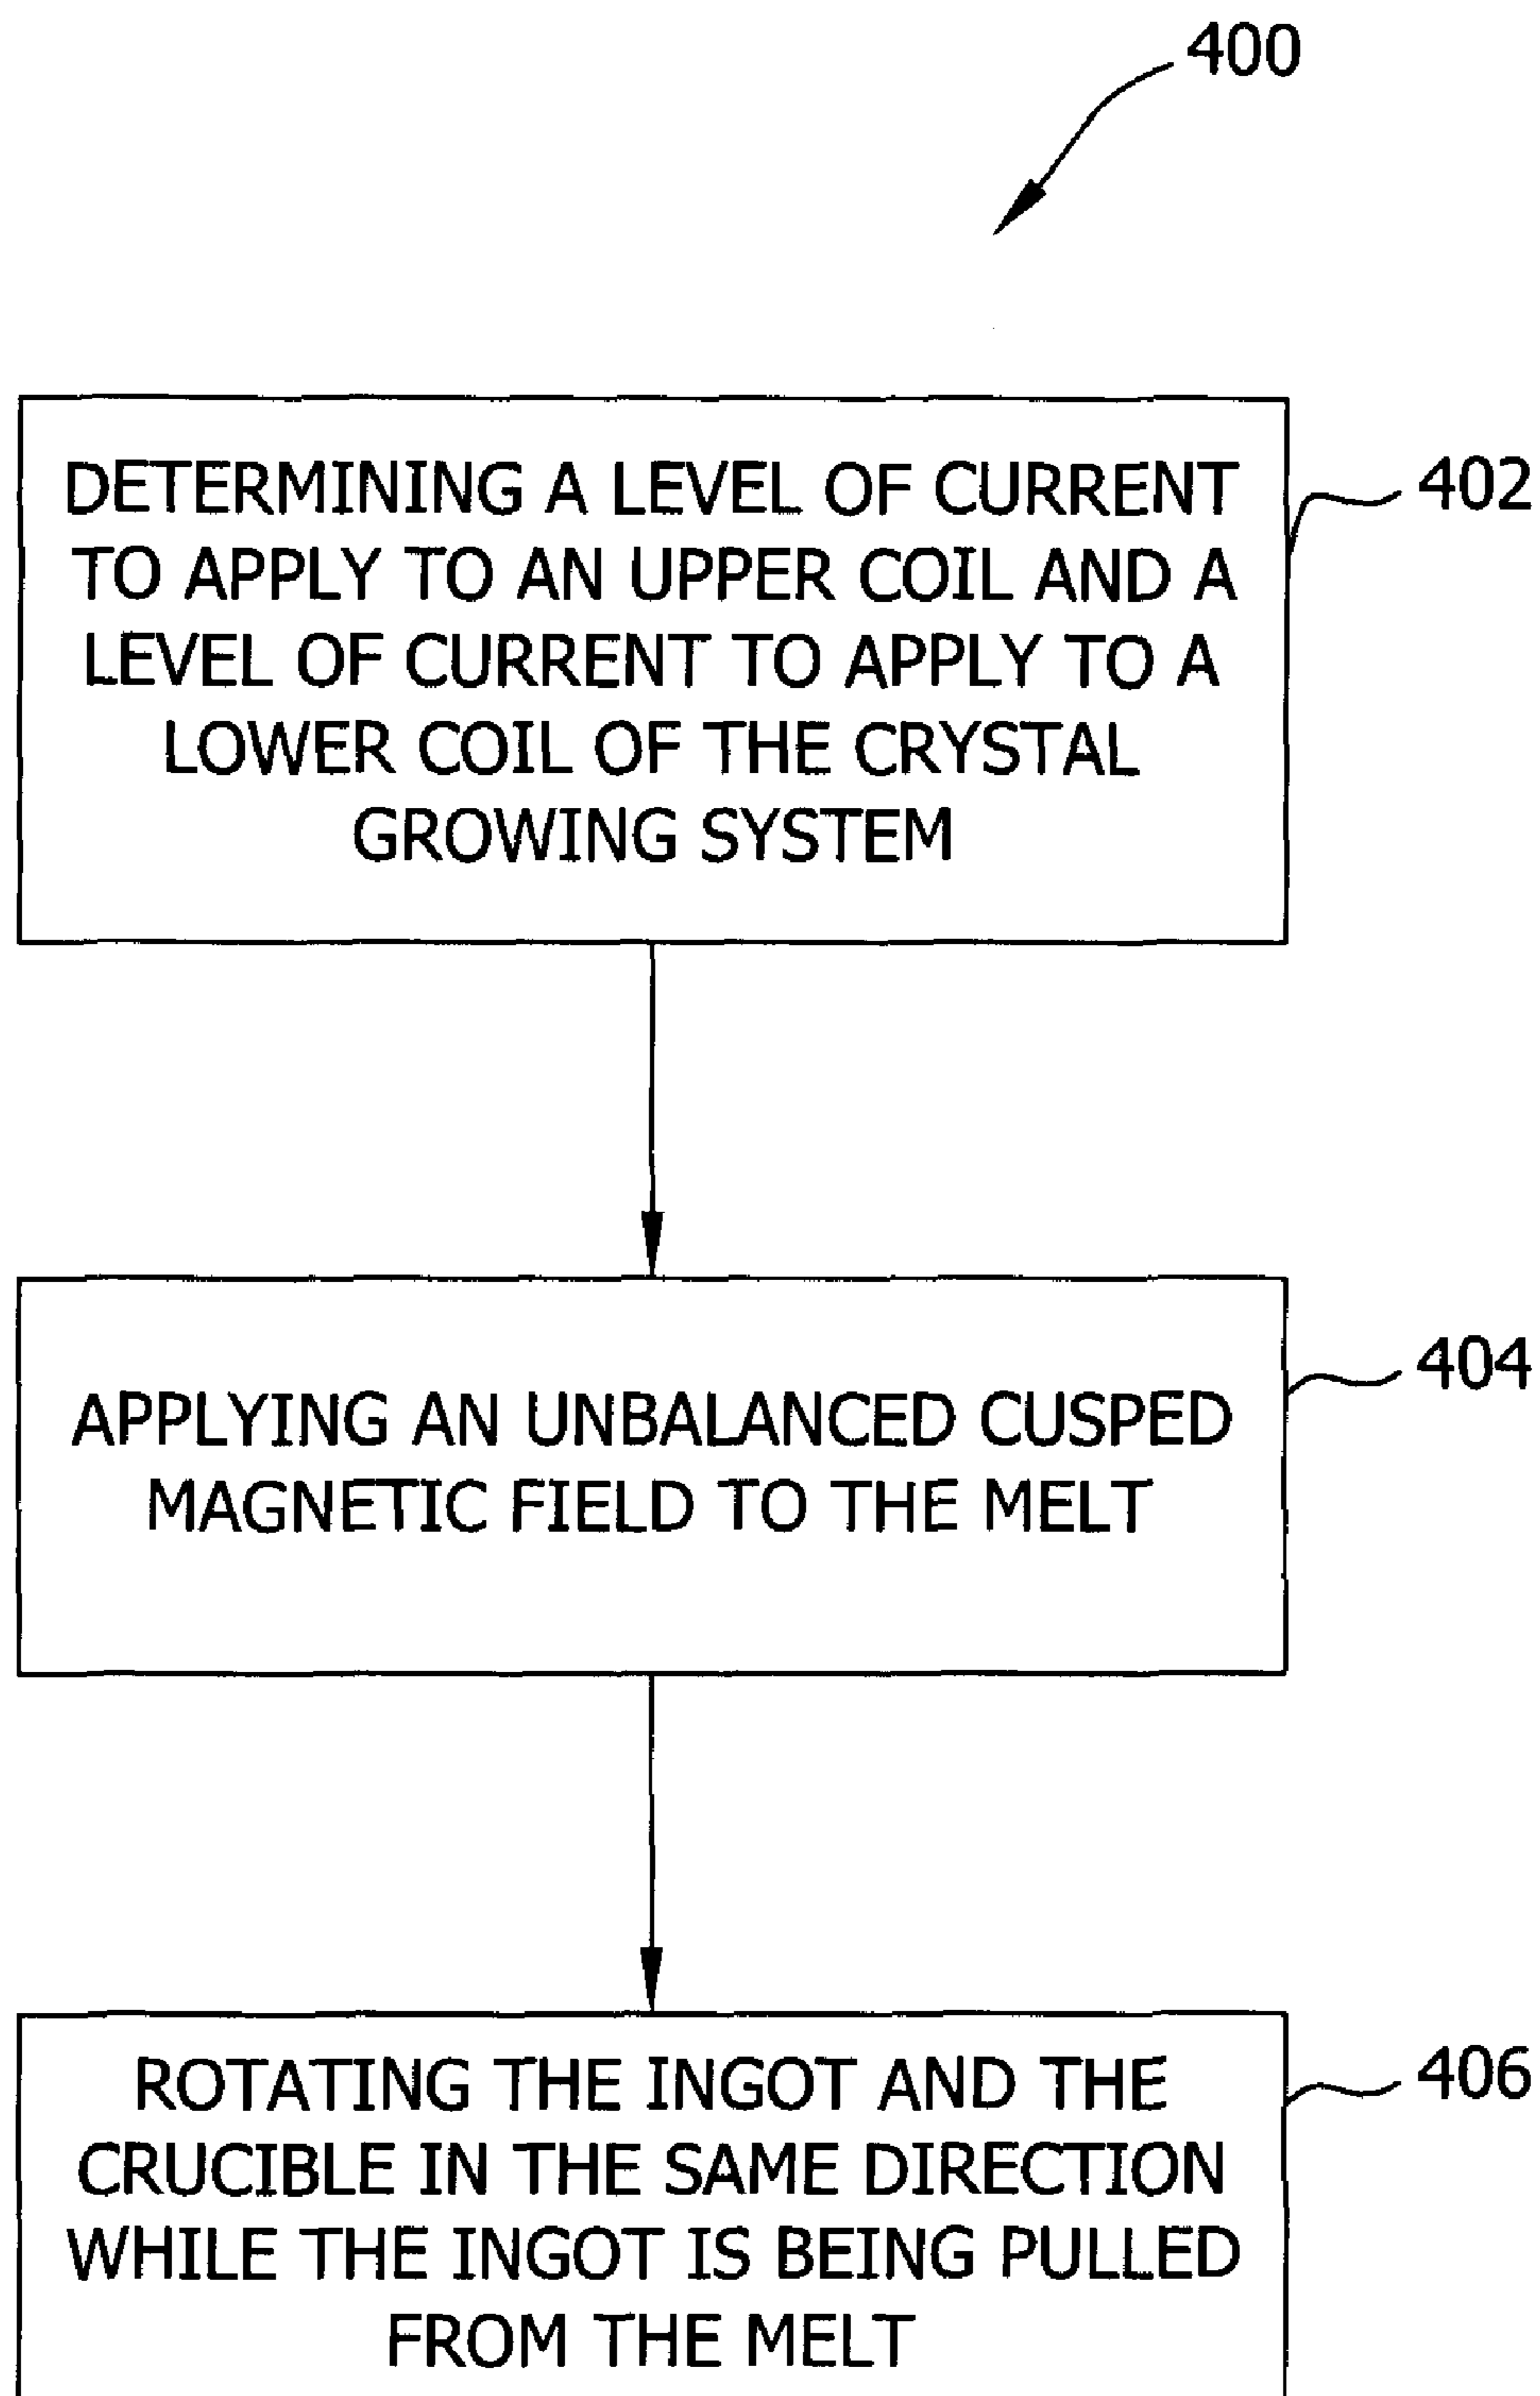 400
DETERMINING A LEVEL OF CURRENT
TO APPLY TO AN UPPER COIL AND A
LEVEL OF CURRENT TO APPLY TO A
LOWER COIL OF THE CRYSTAL
GROWING SYSTEM
402
APPLYING AN UNBALANCED CUSPED
MAGNETIC FIELD TO THE MELT
404
ROTATING THE INGOT AND THE
CRUCIBLE IN THE SAME DIRECTION
WHILE THE INGOT IS BEING PULLED
FROM THE MELT
406